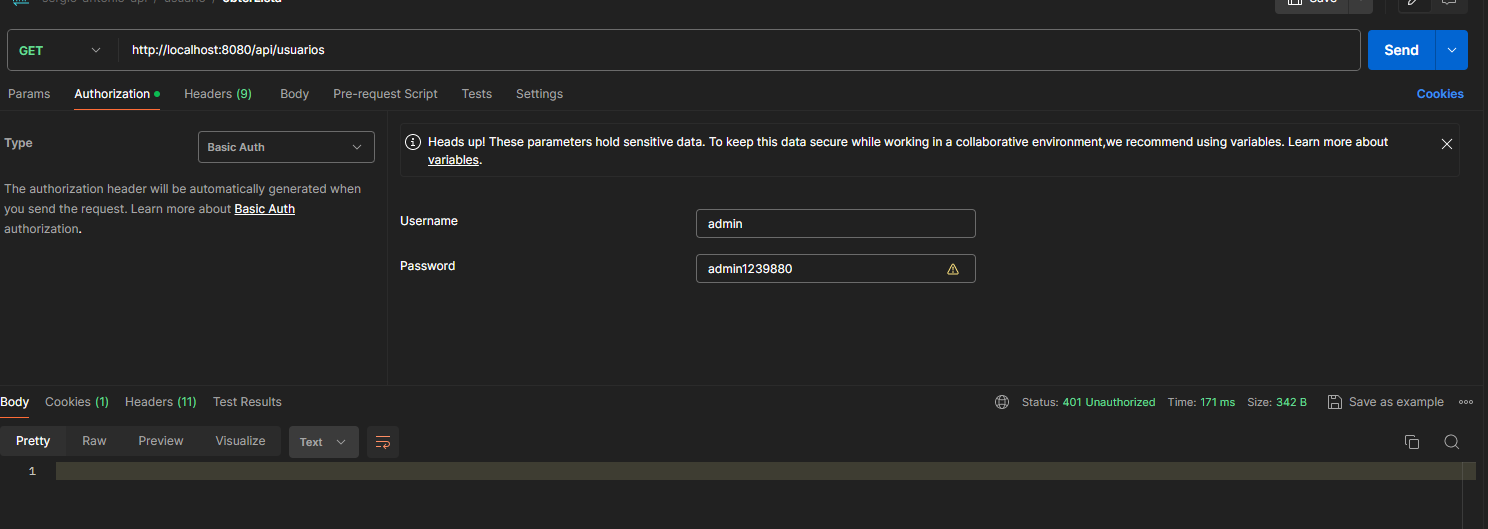 sergio-antonio-api / usuario / obtorLista
Save
GET http://localhost:8080/api/usuarios Send
Params Authorization Headers (9) Body Pre-request Script Tests Settings Cookies
Type Basic Auth
The authorization header will be automatically generated when
you send the request. Learn more about Basic Auth
authorization.
Heads up! These parameters hold sensitive data. To keep this data secure while working in a collaborative environment,we recommend using variables. Learn more about
variables.
Username admin
Password admin1239880
Body Cookies (1) Headers (11) Test Results Status: 401 Unauthorized Time: 171 ms Size: 342 B Save as example
Pretty Raw Preview Visualize Text
1